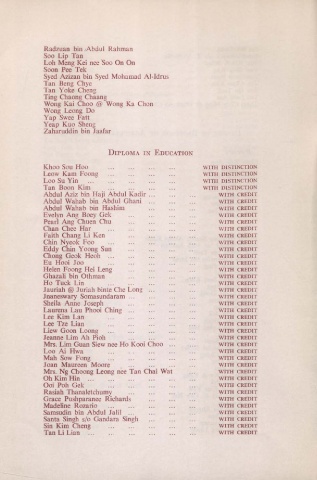 Radzuan bin Abdul Rahman
Soo Lip Tan
Loh Meng Kei nee Soo On On
Soon Pee Tek
Syed Azizan bin Syed Mohamad Al-Idrus
Tan Beng Chye
Tan Yoke Cheng
Ting Chaong Chuang
Wong Kai Choo @ Wong Ka Chon
Wong Leong Do
Yap Swee Fatt
Yeap Kuo Sheng
Zaharuddin bin Jaafar
DIPLOMA IN EDUCATION
Khoo Sou Hoo ... ... ... ... WITH DISTINCTION
Leow Kam Foong ... ... ... ... WITH DISTINCTION
Loo Su Yin ... ... ... ... WITH DISTINCTION
Tan Boon Kim ... ... ... ... WITH DISTINCTION
Abdul Aziz bin Haji Abdul Kadir ... ... ... WITH CREDIT
Abdul Wahab bin Abdul Ghani ... ... WITH CREDIT
Abdul Wahab bin Hashim ... ... ... WITH CREDIT
Evelyn Ang Boey Gek ... ... ... WITH CREDIT
Pearl Ang Chuen Chu ... ... ... WITH CREDIT
Chan Chee Har ... ... ... ... WITH CREDIT
Faith Chang Li Ken ... ... ... WITH CREDIT
Chin Nyook Foo ... ... ... ... WITH CREDIT
Eddy Chin Yoong Sun ... ... ... WITH CREDIT
Chong Geok Heoh ... ... ... ... WITH CREDIT
Eu Hooi Joo ... ... ... ... WITH CREDIT
Helen Foong Hei Leng ... ... ... WITH CREDIT
Ghazali bin Othman ... ... ... WITH CREDIT
Ho Tuck Lin ... ... ... ... WITH CREDIT
Jauriah @ Juriah binte Che Long ... ... WITH CREDIT
Jnaneswary Somasundaram ... ... ... WITH CREDIT
Sheila Anne Joseph ... ... ... WITH CREDIT
Laurena Lau Phooi Ching ... ... ... WITH CREDIT
Lee Kim Lan ... ... ... ... WITH CREDIT
Lee Tze Lian ... ... ... ... WITH CREDIT
Liew Goon Loong ... ... ... ... WITH CREDIT
Jeanne Lim Ah Pioh ... ... ... WITH CREDIT
Mrs. Lim Guan Siew nee Ho Kooi Choo ... ... WITH CREDIT
Loo Ai Hwa ... ... ... ... WITH CREDIT
Mah Sow Fong ... ... ... ... WITH CREDIT
Joan Maureen Moore ... ... ... WITH CREDIT
Mrs. Ng Choong Leong nee Tan Chai Wat ... WITH CREDIT
Oh Kim Hin ... ... ... ... WITH CREDIT
Ooi Poh Gek ... ... ... ... WITH CREDIT
Rasiah Thanaletchumy ... ... ... WITH CREDIT
Grace Pushparanee Richards ... ... WITH CREDIT
Madeline Rozario ... ... ... ... WITH CREDIT
Samsudin bin Abdul Jalil ... ... ... WITH CREDIT
Santa Singh s/o Gandara Singh ... ... WITH CREDIT
Sin Kim Cheng ... ... ... ... WITH CREDIT
Tan Li Lian ... ... ... ... WITH CREDIT